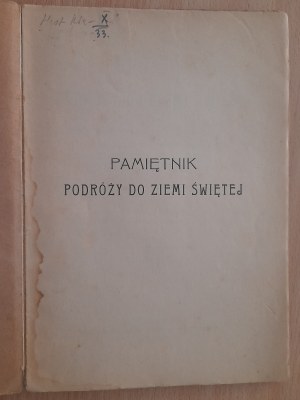 X
33.
PAMIĘTNIK
PODRÓŻY DO ZIEMI ŚWIĘTEJ